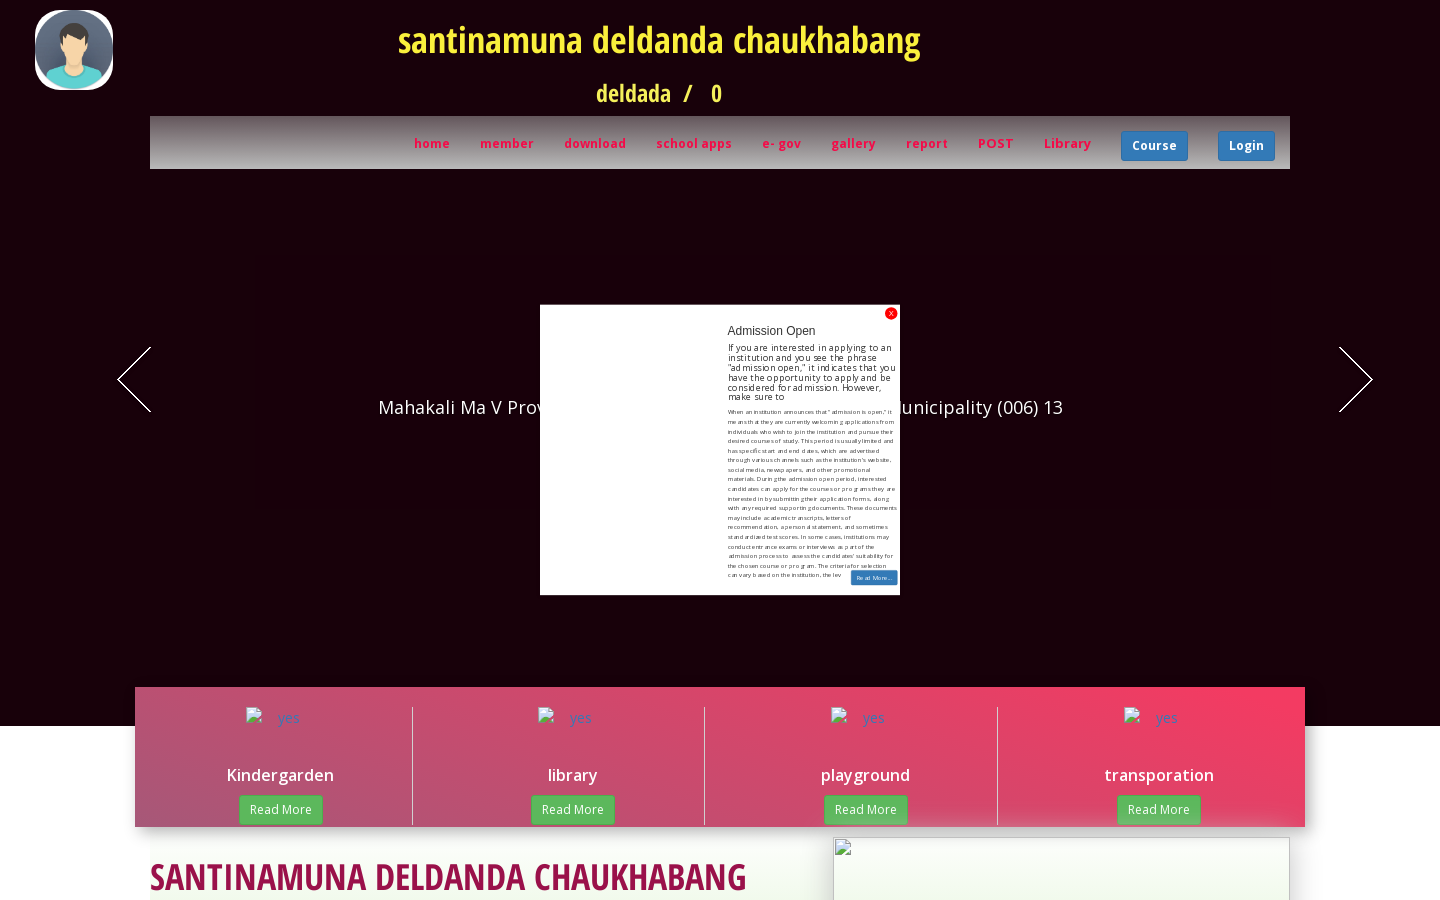 santinamuna deldanda chaukhabang
deldada / 0
home member download school apps e- gov gallery report POST Library Course Login
X
Admission Open
If you are interested in applying to an
institution and you see the phrase
"admission open," it indicates that you
have the opportunity to apply and be
considered for admission. However,
make sure to
Mahakali Ma V unicipality (006) 13
When an institution announces that "admission is open," it
means that they are currently welcoming applications from
individuals who wish to join the institution and pursue their
desired courses of study. This period is usually limited and
has specific start and end dates, which are advertised
through various channels such as the institution's website,
social media, newspapers, and other promotional
materials. During the admission open period, interested
candidates can apply for the courses or programs they are
interested in by submitting their application forms, along
with any required supporting documents. These documents
may include academic transcripts, letters of
recommendation, a personal statement, and sometimes
standardized test scores. In some cases, institutions may
conduct entrance exams or interviews as part of the
admission process to assess the candidates' suitability for
the chosen course or program. The criteria for selection
can vary based on the institution, the lev
Read More...
yes yes yes yes
Kindergarden library playground transporation
Read More Read More Read More Read More
SANTINAMUNA DELDANDA CHAUKHABANG